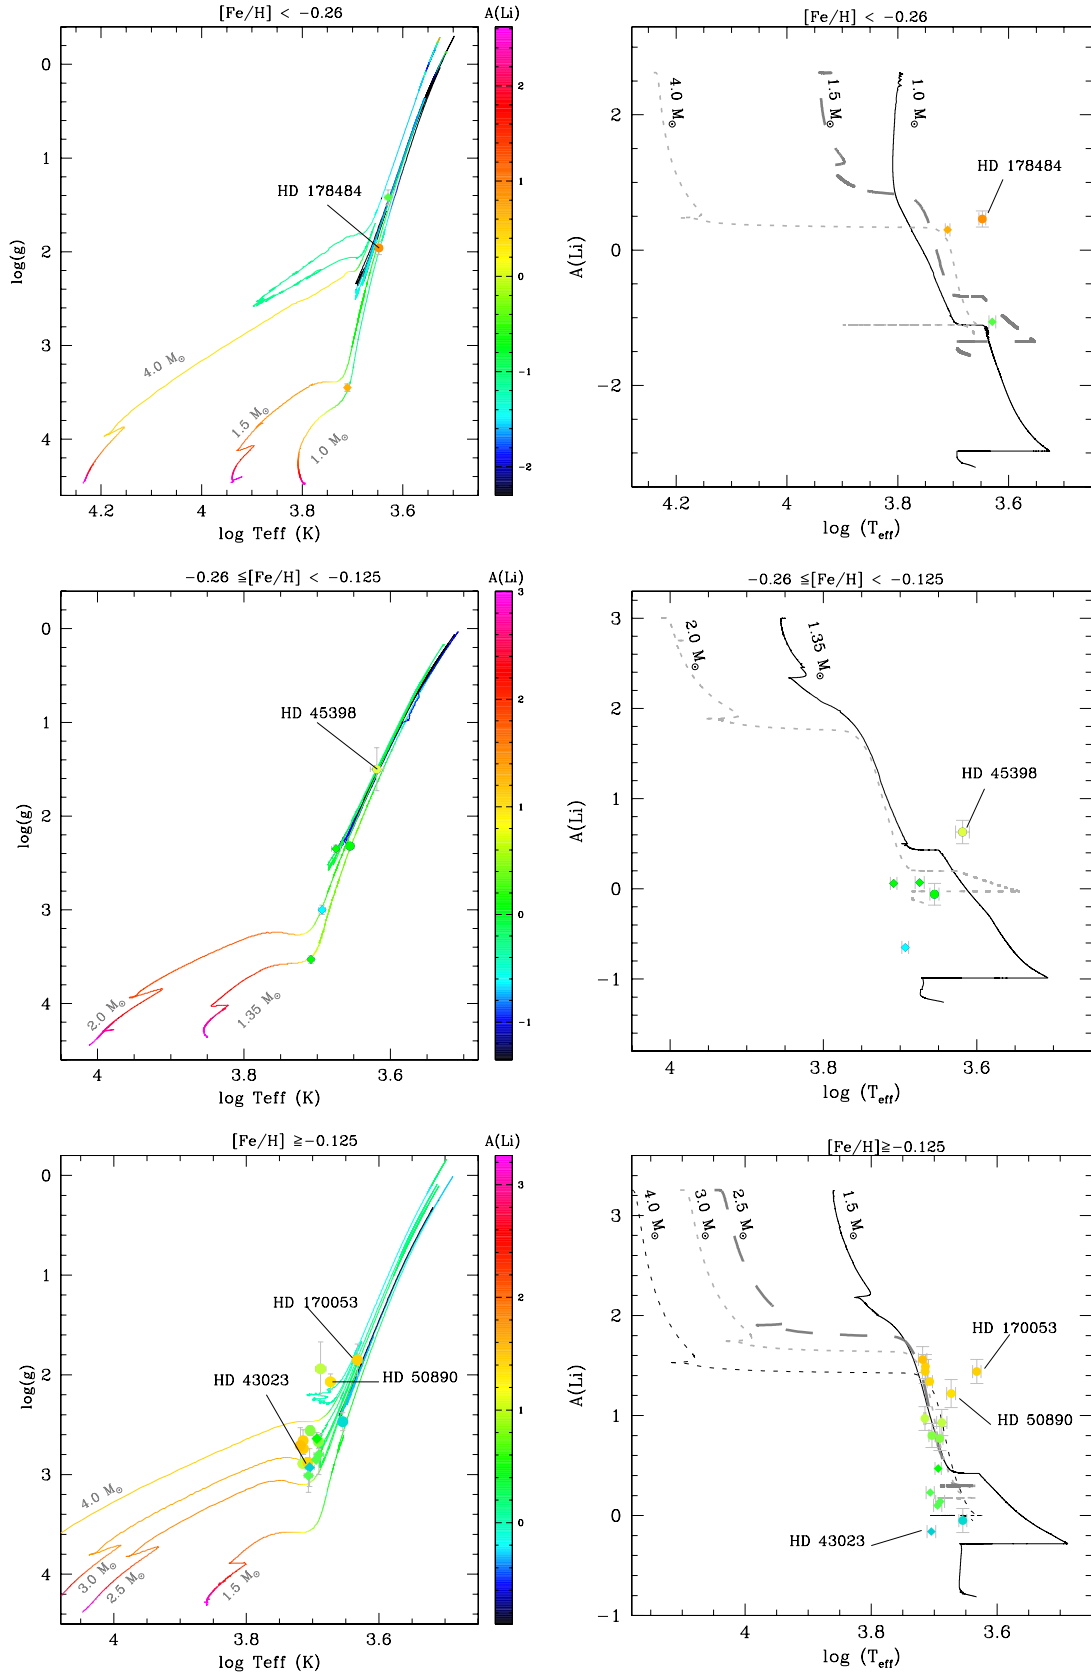 [Fe/H] < −0.26
A(Li)
0
1
2
3
4
log(g)
HD 178484
4.0 M⊙
1.5 M⊙
1.0 M⊙
4.2
4
3.8
3.6
log Teff (K)
2
1
0
−1
−2
[Fe/H] < −0.26
2
0
−2
A(Li)
4.0 M⊙
1.5 M⊙
1.0 M⊙
HD 178484
4.2
4
3.8
3.6
log (Teff)
−0.26 ≦[Fe/H] < −0.125
A(Li)
0
1
2
3
4
log(g)
HD 45398
2.0 M⊙
1.35 M⊙
4
3.8
3.6
log Teff (K)
3
2
1
0
−1
−0.26 ≦[Fe/H] < −0.125
3
2
1
0
−1
A(Li)
2.0 M⊙
1.35 M⊙
HD 45398
4
3.8
3.6
log (Teff)
[Fe/H] ≧−0.125
A(Li)
0
1
2
3
4
log(g)
HD 170053
HD 43023
HD 50890
4.0 M⊙
3.0 M⊙
2.5 M⊙
1.5 M⊙
4
3.8
3.6
log Teff (K)
3
2
1
0
[Fe/H]≧−0.125
3
2
1
0
−1
A(Li)
4.0 M⊙
3.0 M⊙
2.5 M⊙
1.5 M⊙
HD 170053
HD 50890
HD 43023
4
3.8
3.6
log (Teff)